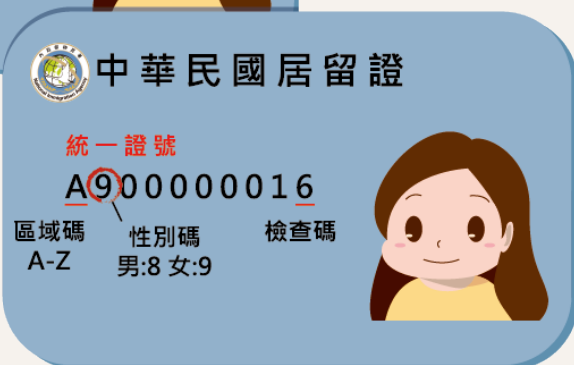 中華民國居留證
統一證號
A900000016
區域碼 性別碼 檢查碼
A-Z 男:8 女:9